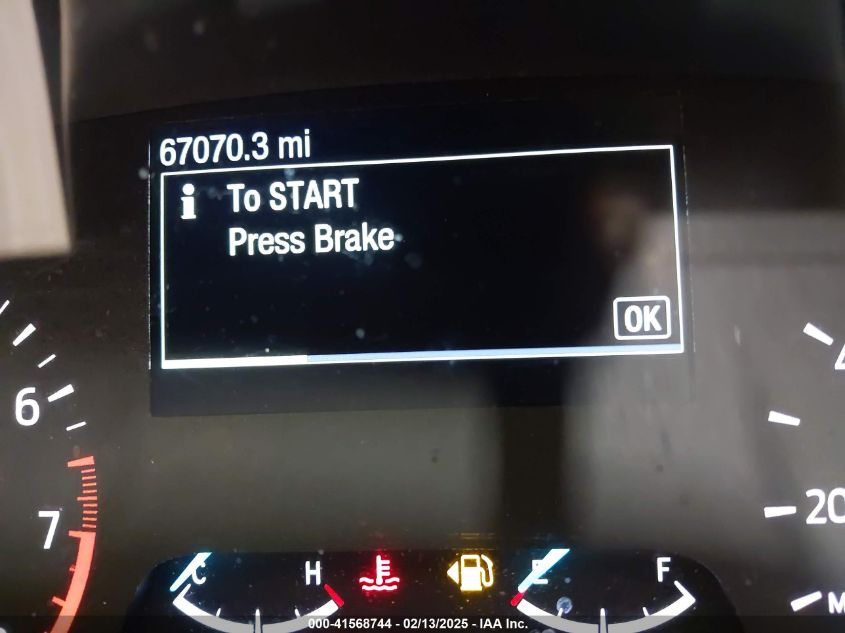 67070.3 mi
i To START
Press Brake
OK
6
7
20
C H E F
000-41568744 / 02/13/2025 - IAA Inc.